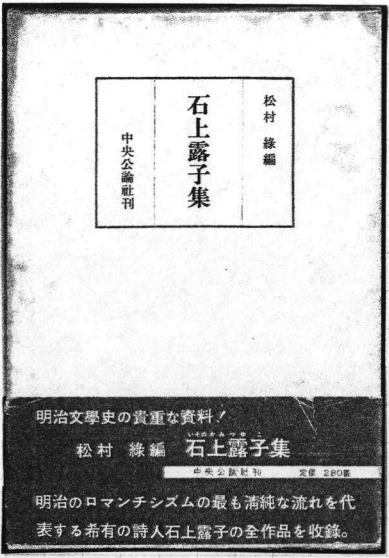 松村 綠編
石上露子集
中央公論社刊
明治文學史の貴重な資料！
いそのかみつゆこ
松村 綠編 石上露子集
中央公論社刊 定価 280圓
明治のロマンチシズムの最も淸純な流れを代
表する希有の詩人石上露子の全作品を收錄。